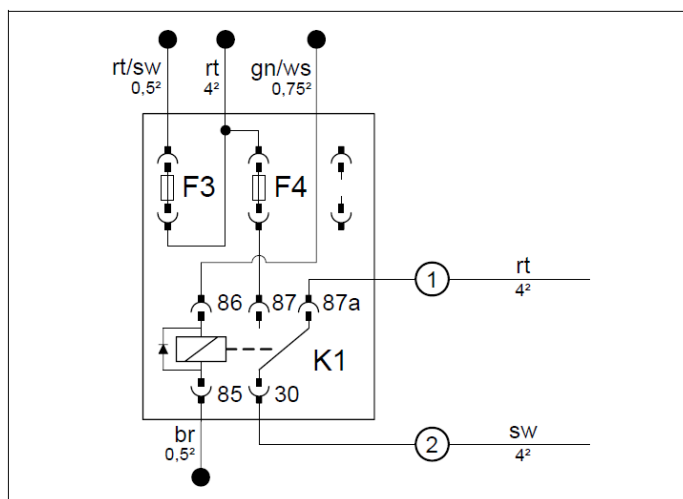 rt/sw
0,5²
rt
4²
gn/ws
0,75²
F3
F4
86
87
87a
1
rt
4²
K1
85
30
br
0,5²
2
sw
4²